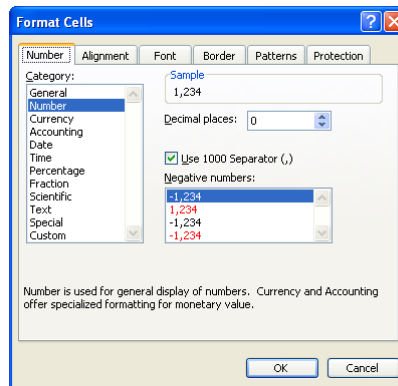 Format Cells
Number Alignment Font Border Patterns Protection
Category:
General
Number
Currency
Accounting
Date
Time
Percentage
Fraction
Scientific
Text
Special
Custom
Sample
1,234
Decimal places: 0
Use 1000 Separator (,)
Negative numbers:
-1,234
1,234
-1,234
-1,234
Number is used for general display of numbers. Currency and Accounting
offer specialized formatting for monetary value.
OK Cancel